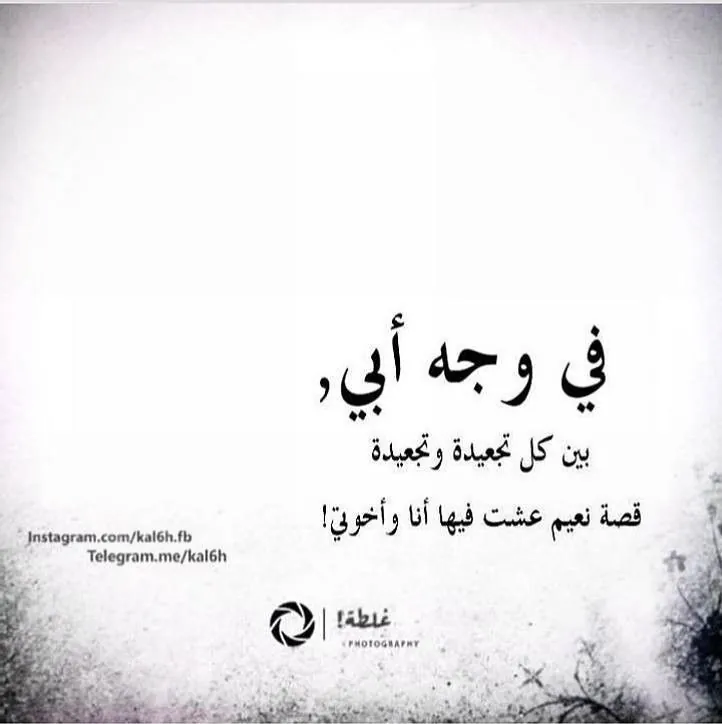 في وجه أبي,
بين كل تجعيدة وتجعيدة
قصة نعيم عشت فيها أنا وأخوتي!
Instagram.com/kal6h.fb
Telegram.me/kal6h
غلطة!
PHOTOGRAPHY